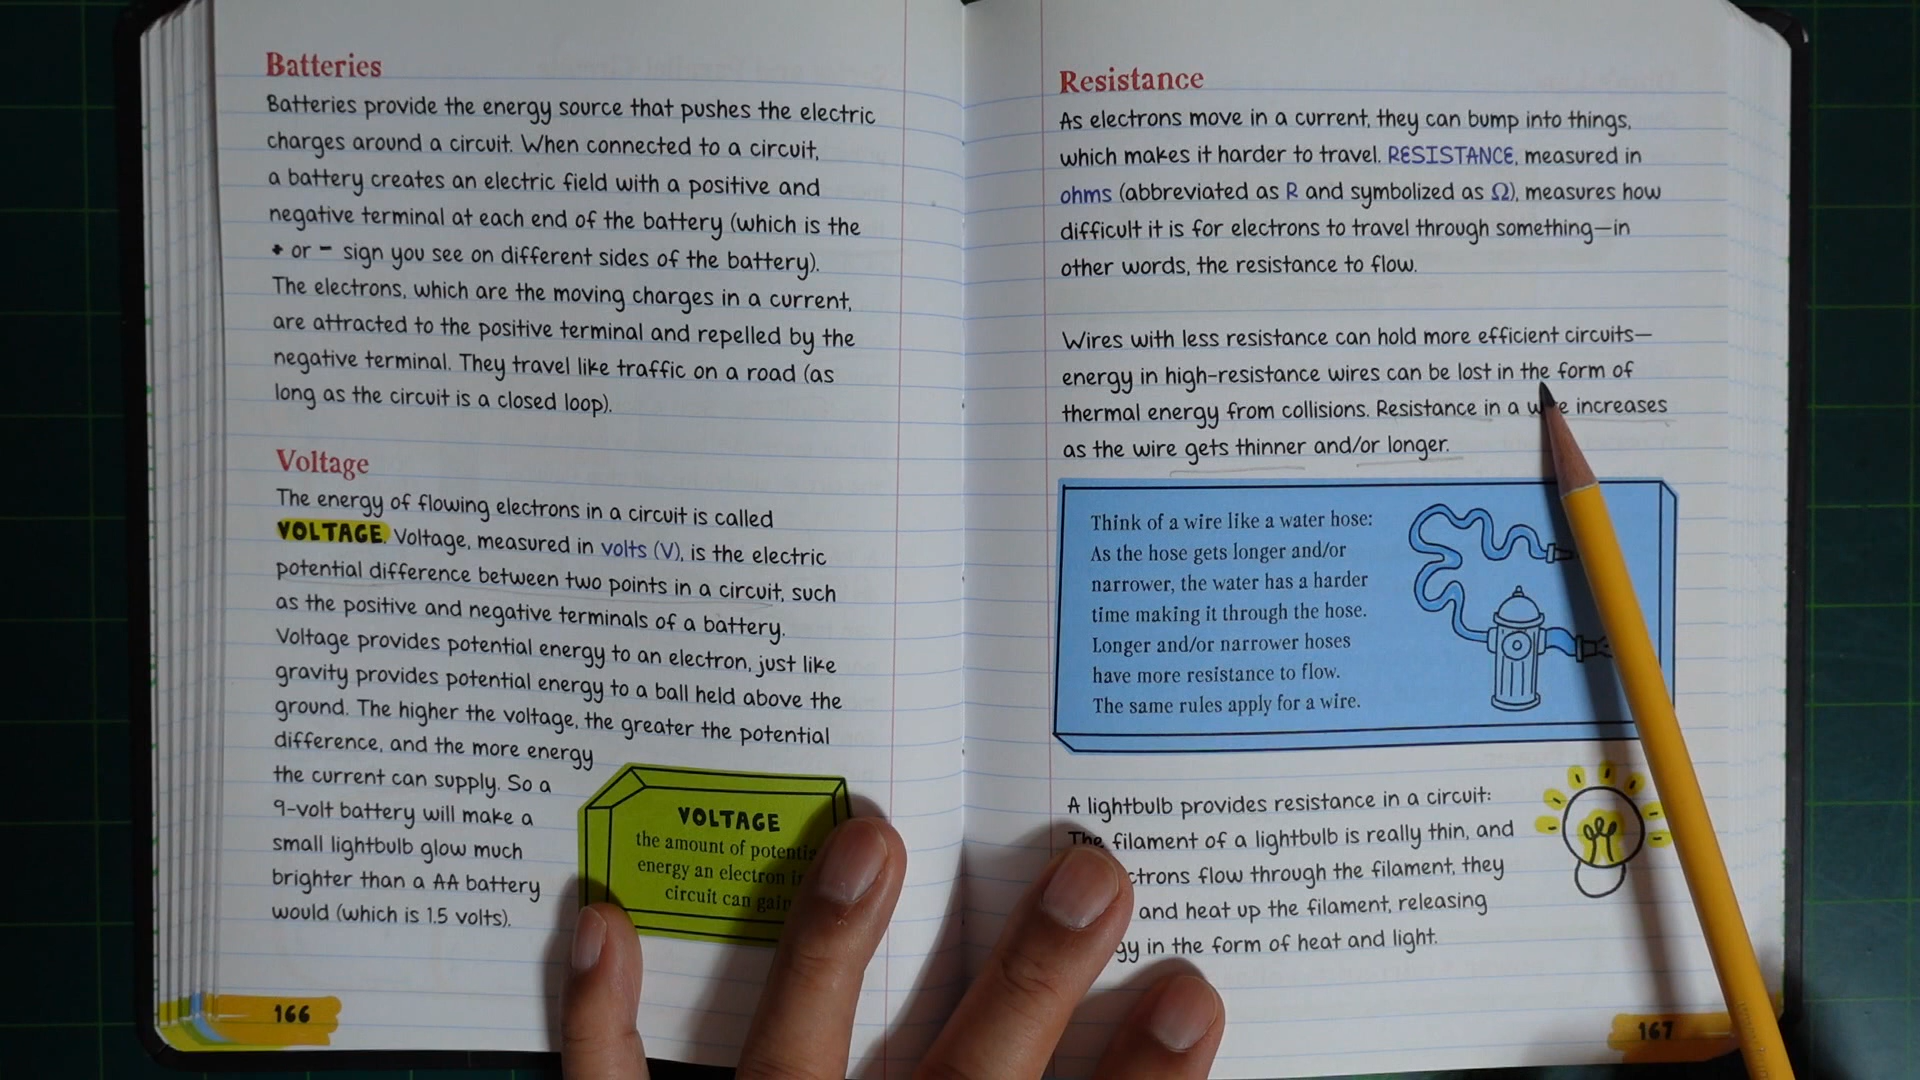 Batteries
Batteries provide the energy source that pushes the electric
charges around a circuit. When connected to a circuit,
a battery creates an electric field with a positive and
negative terminal at each end of the battery (which is the
+ or – sign you see on different sides of the battery).
The electrons, which are the moving charges in a current,
are attracted to the positive terminal and repelled by the
negative terminal. They travel like traffic on a road (as
long as the circuit is a closed loop).
Voltage
The energy of flowing electrons in a circuit is called
VOLTAGE. Voltage, measured in volts (V), is the electric
potential difference between two points in a circuit, such
as the positive and negative terminals of a battery.
Voltage provides potential energy to an electron, just like
gravity provides potential energy to a ball held above the
ground. The higher the voltage, the greater the potential
difference, and the more energy
the current can supply. So a
9-volt battery will make a
small lightbulb glow much
brighter than a AA battery
would (which is 1.5 volts).
VOLTAGE
the amount of
energy an electron
circuit can
166
Resistance
As electrons move in a current, they can bump into things,
which makes it harder to travel. RESISTANCE, measured in
ohms (abbreviated as R and symbolized as Ω), measures how
difficult it is for electrons to travel through something—in
other words, the resistance to flow.
Wires with less resistance can hold more efficient circuits—
energy in high-resistance wires can be lost in the form of
thermal energy from collisions. Resistance in a wire increases
as the wire gets thinner and/or longer.
Think of a wire like a water hose:
As the hose gets longer and/or
narrower, the water has a harder
time making it through the hose.
Longer and/or narrower hoses
have more resistance to flow.
The same rules apply for a wire.
A lightbulb provides resistance in a circuit:
The filament of a lightbulb is really thin, and
flow through the filament, they
and heat up the filament, releasing
in the form of heat and light.
167